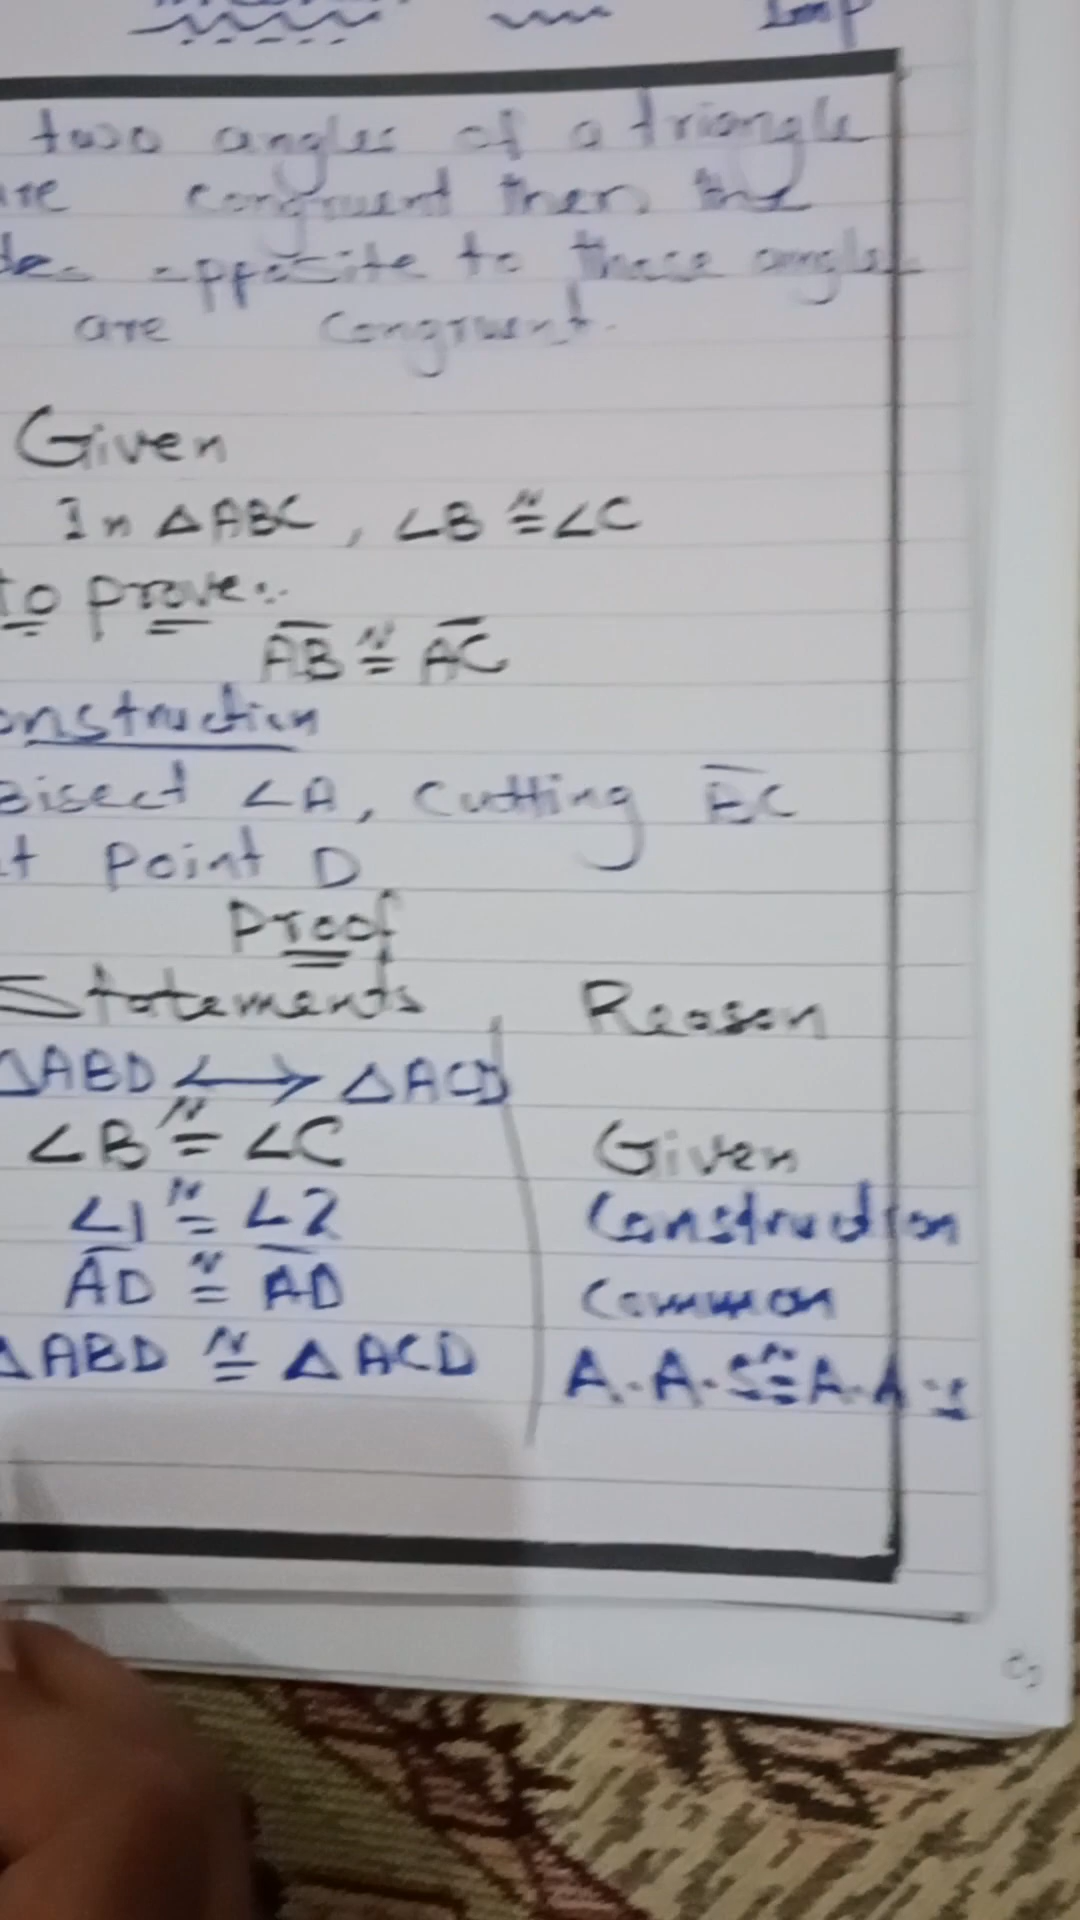 Imp
two angles of a triangle
are congruent then the
des opposite to these angles
are congruent.
Given
In △ABC, ∠B ≅ ∠C
to prove:.
AB ≅ AC
onstruction
Bisect ∠A, Cutting BC
at Point D
Proof
Statements Reason
△ABD ↔ △ACD
∠B ≅ ∠C Given
∠1 ≅ ∠2 Construction
AD ≅ AD Common
△ABD ≅ △ACD A.A.S ≅ A.A.S